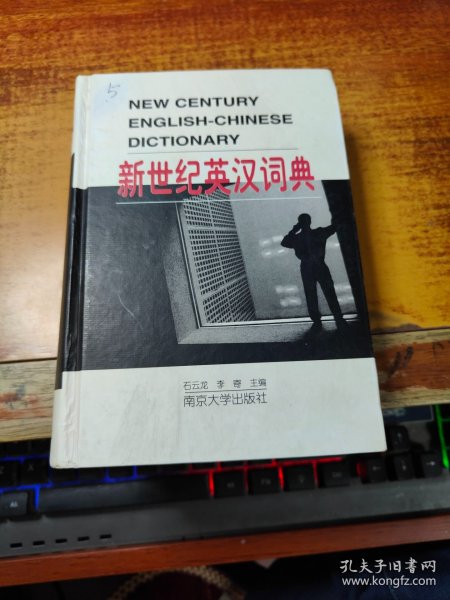 5
NEW CENTURY
ENGLISH-CHINESE
DICTIONARY
新世纪英汉词典
石云龙 李 寄 主编
南京大学出版社
孔夫子旧书网
www.kongfz.com